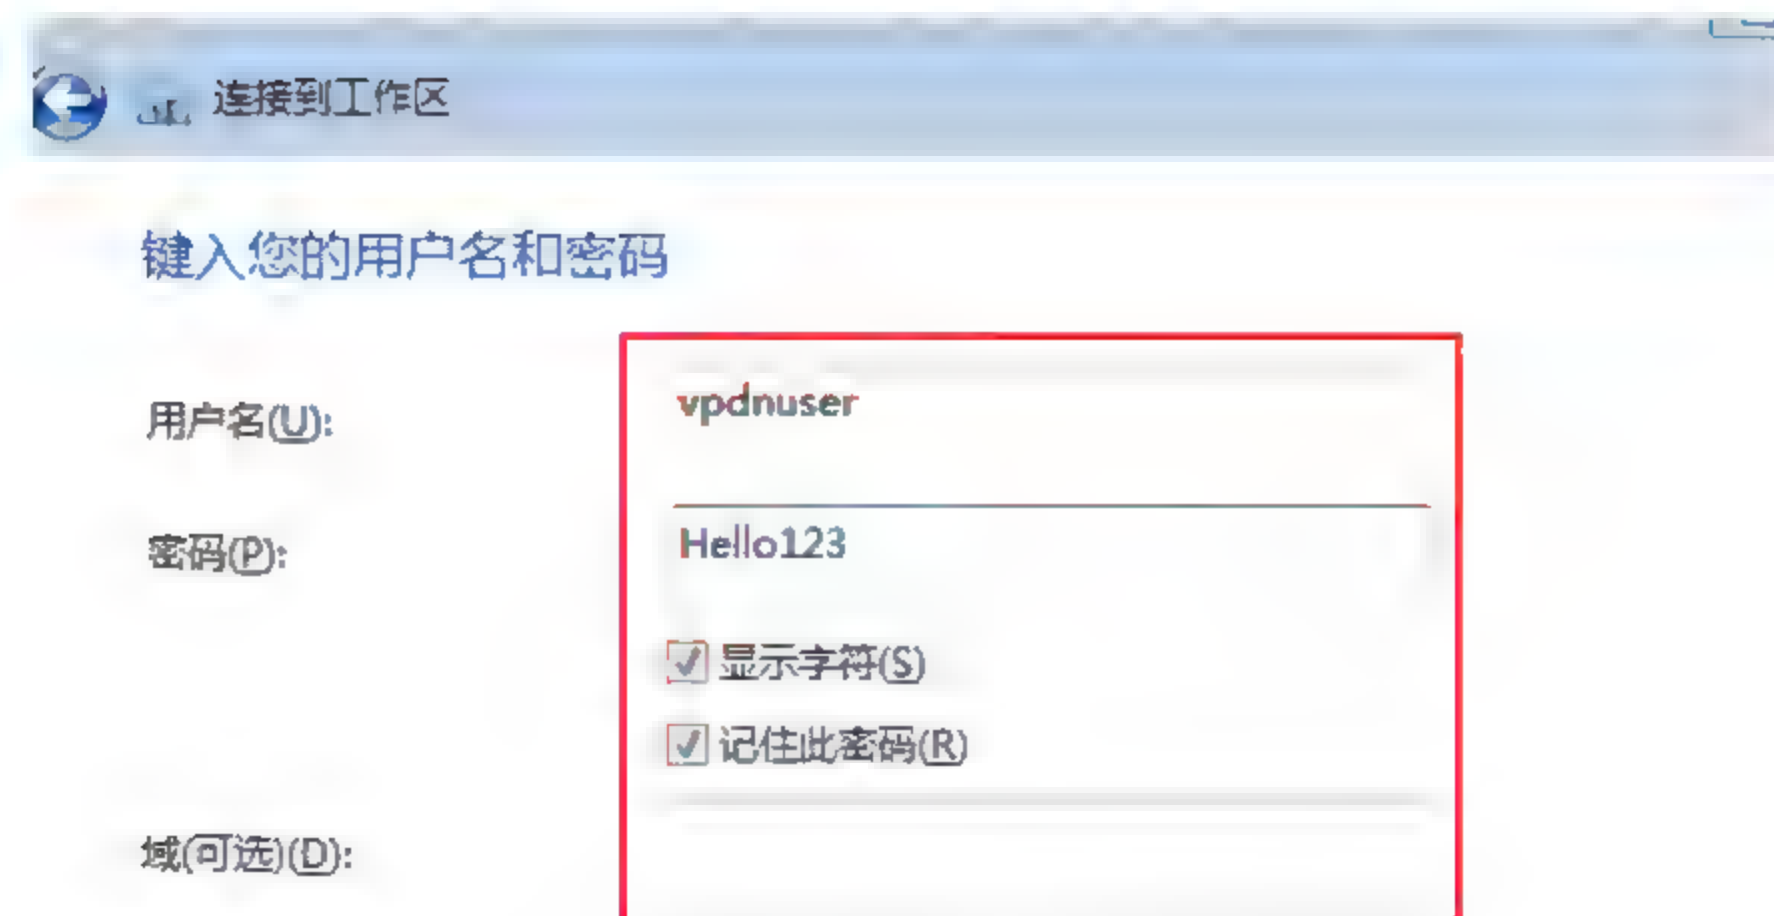 连接到工作区
键入您的用户名和密码
用户名(U): vpdnuser
密码(P): Hello123
显示字符(S)
记住此密码(R)
域(可选)(D):